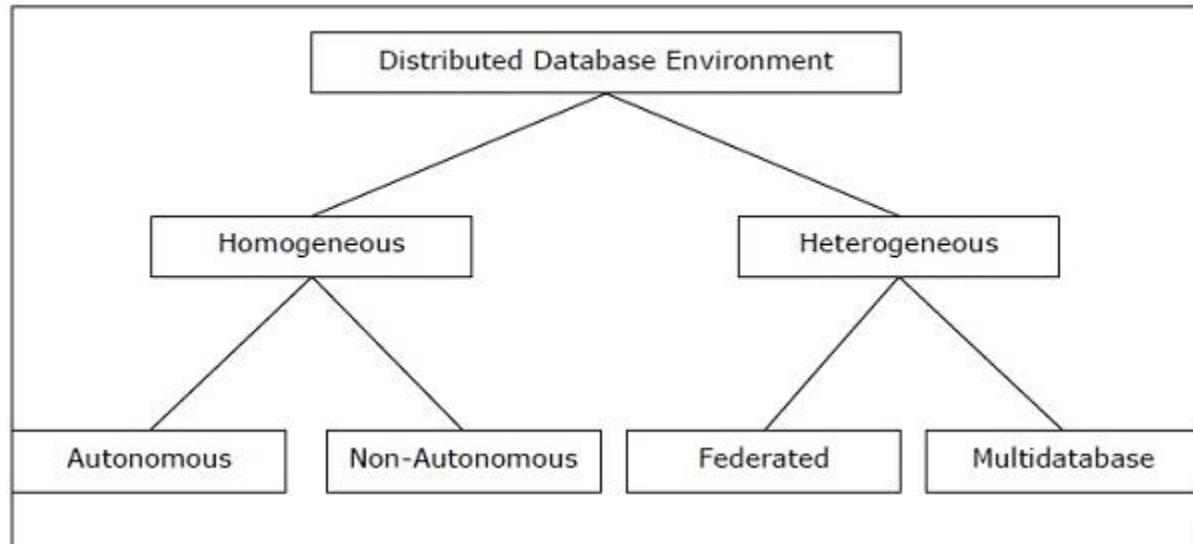 Distributed Database Environment
Homogeneous
Heterogeneous
Autonomous
Non-Autonomous
Federated
Multidatabase